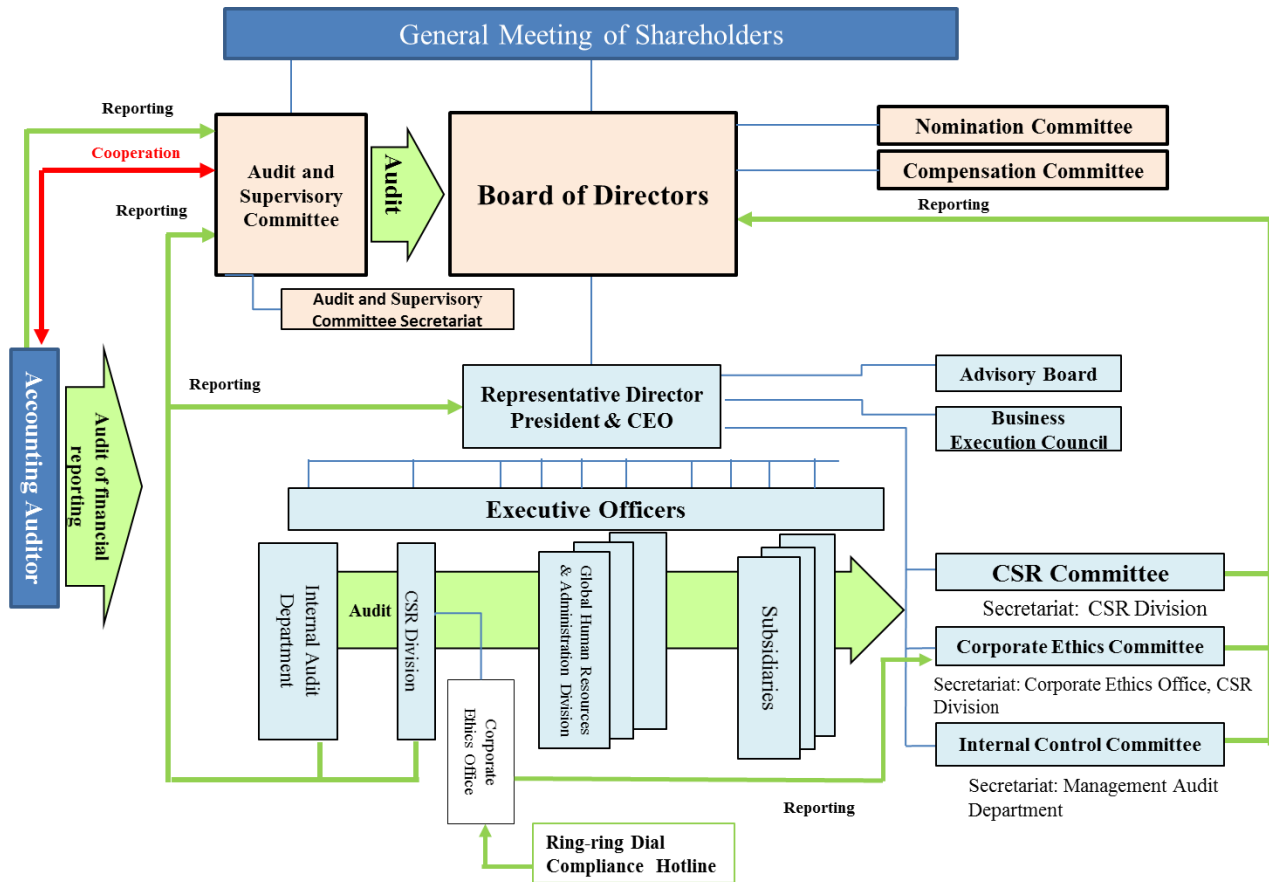 General Meeting of Shareholders
Reporting
Cooperation
Reporting
Audit and
Supervisory
Committee
Audit
Board of Directors
Nomination Committee
Compensation Committee
Reporting
Audit and Supervisory
Committee Secretariat
Accounting Auditor
Audit of financial
reporting
Reporting
Representative Director
President & CEO
Advisory Board
Business
Execution Council
Executive Officers
Internal Audit
Department
Audit
CSR Division
Global Human Resources
& Administration Division
Subsidiaries
CSR Committee
Secretariat: CSR Division
Corporate Ethics Committee
Secretariat: Corporate Ethics Office, CSR
Division
Internal Control Committee
Secretariat: Management Audit
Department
Corporate
Ethics Office
Reporting
Ring-ring Dial
Compliance Hotline